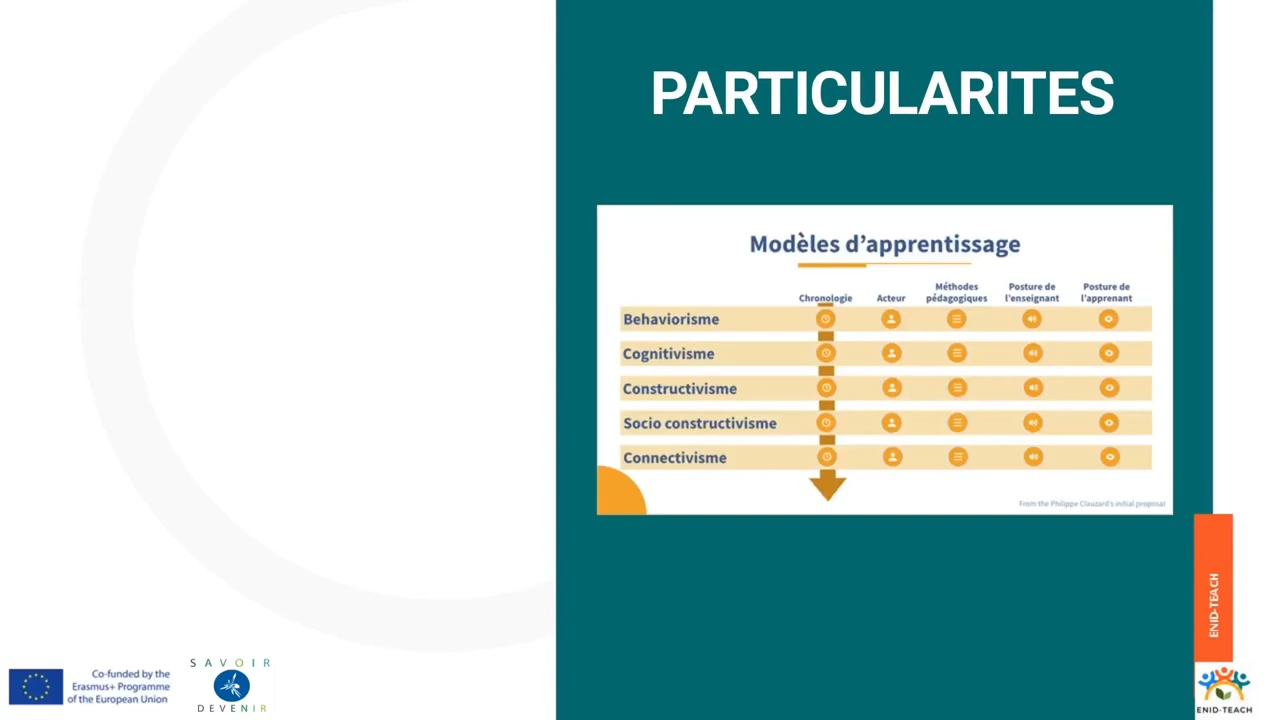 PARTICULARITES
Modèles d'apprentissage
Chronologie
Acteur
Méthodes
pédagogiques
Posture de
l'enseignant
Posture de
l'apprenant
Behaviorisme
Cognitivisme
Constructivisme
Socio constructivisme
Connectivisme
From the Philippe Clauzard's initial proposal
ENID-TEACH
Co-funded by the
Erasmus+ Programme
of the European Union
SAVOIR
DEVENIR
ENID-TEACH